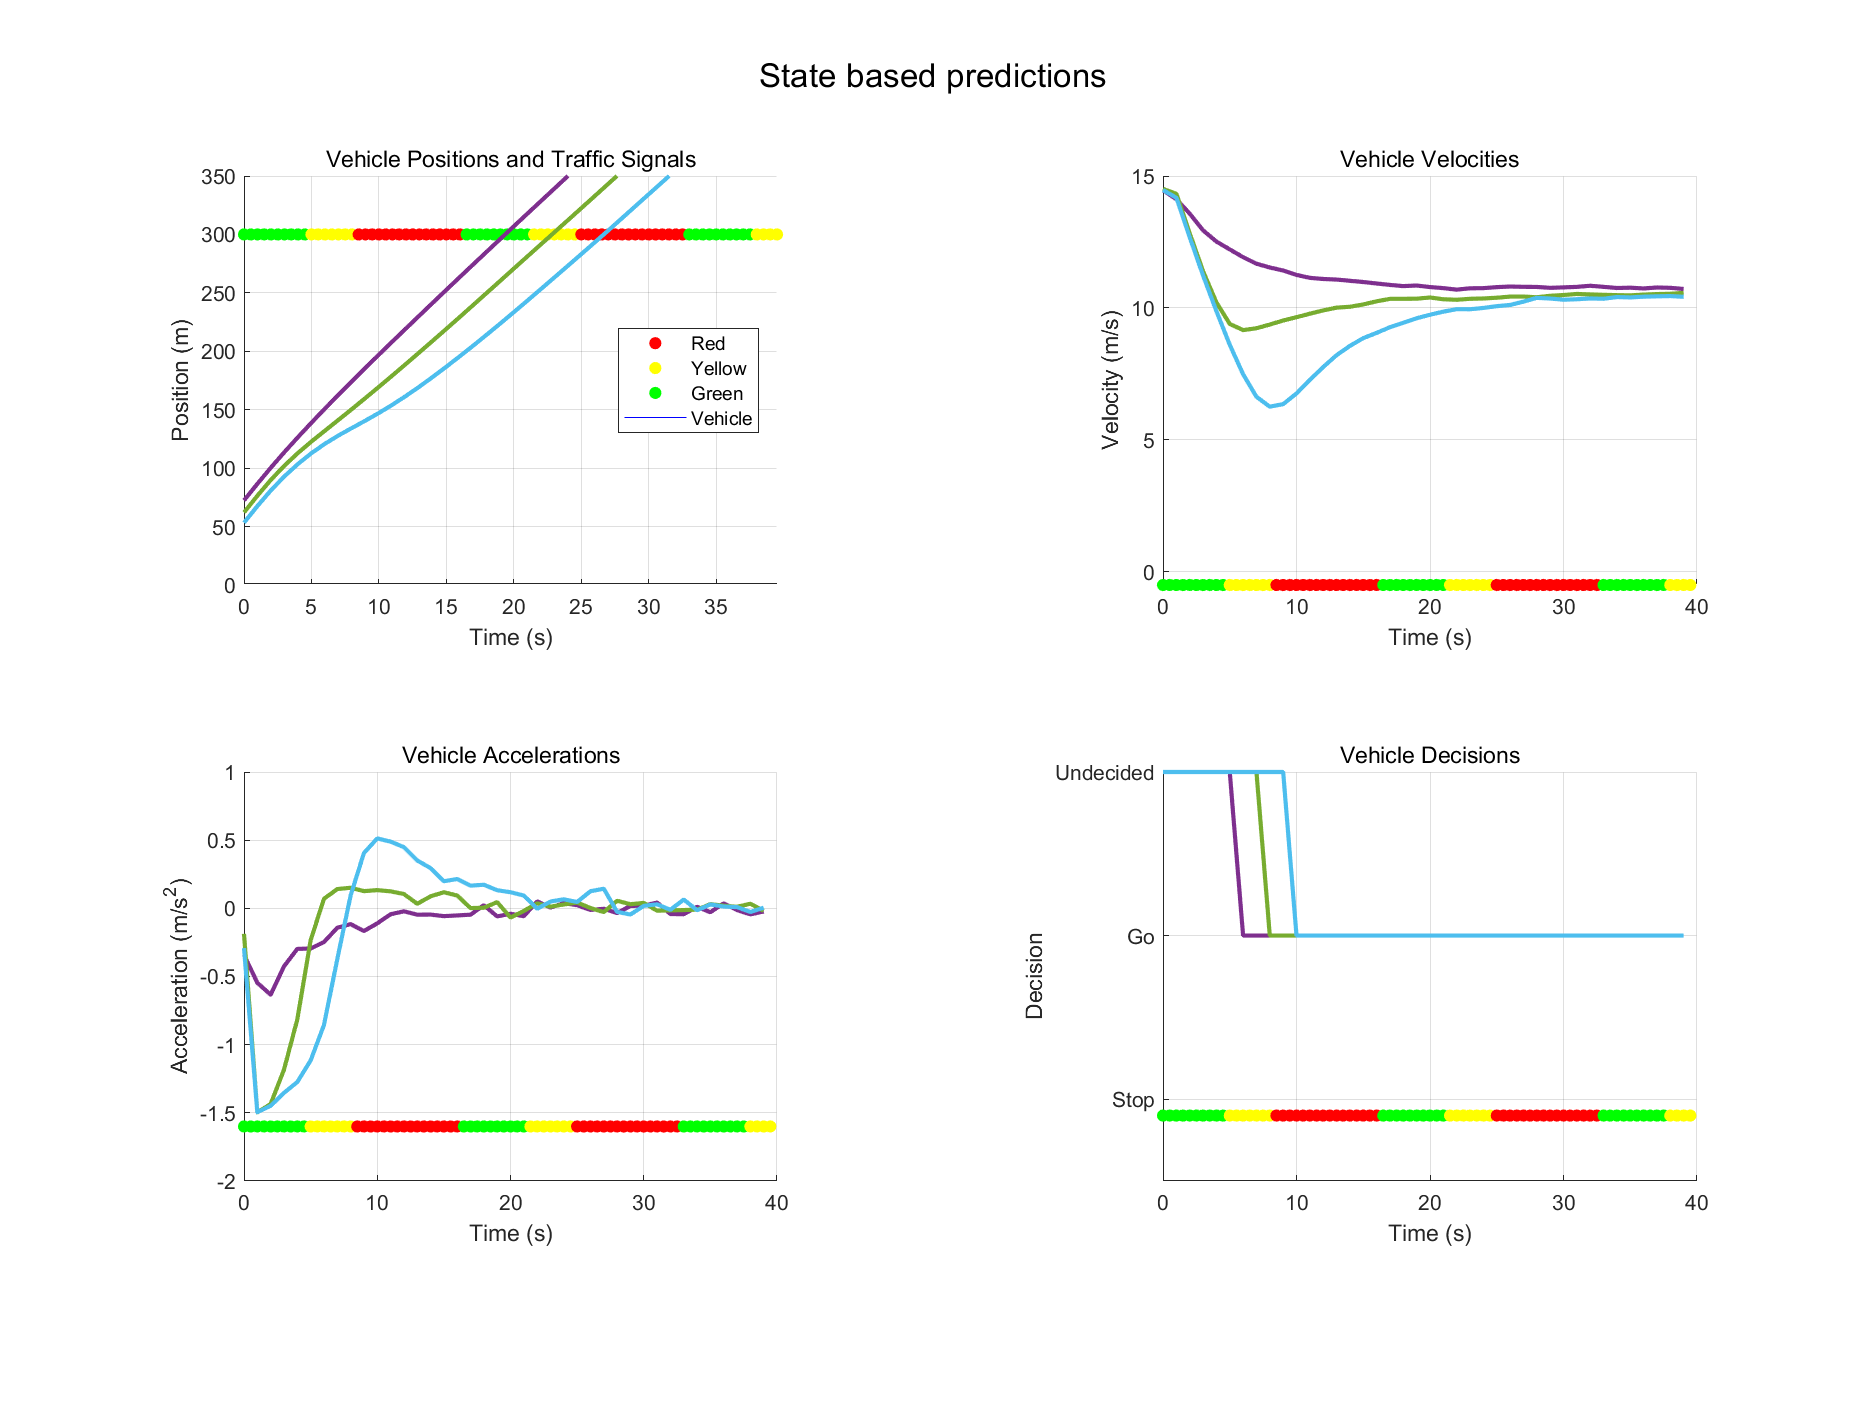 State based predictions
Vehicle Positions and Traffic Signals
350
300
250
200
150
100
50
0
Position (m)
0 5 10 15 20 25 30 35
Time (s)
Red
Yellow
Green
Vehicle
Vehicle Velocities
15
10
5
0
Velocity (m/s)
0 10 20 30 40
Time (s)
Vehicle Accelerations
1
0.5
0
-0.5
-1
-1.5
-2
Acceleration (m/s²)
0 10 20 30 40
Time (s)
Vehicle Decisions
Undecided
Go
Stop
Decision
0 10 20 30 40
Time (s)